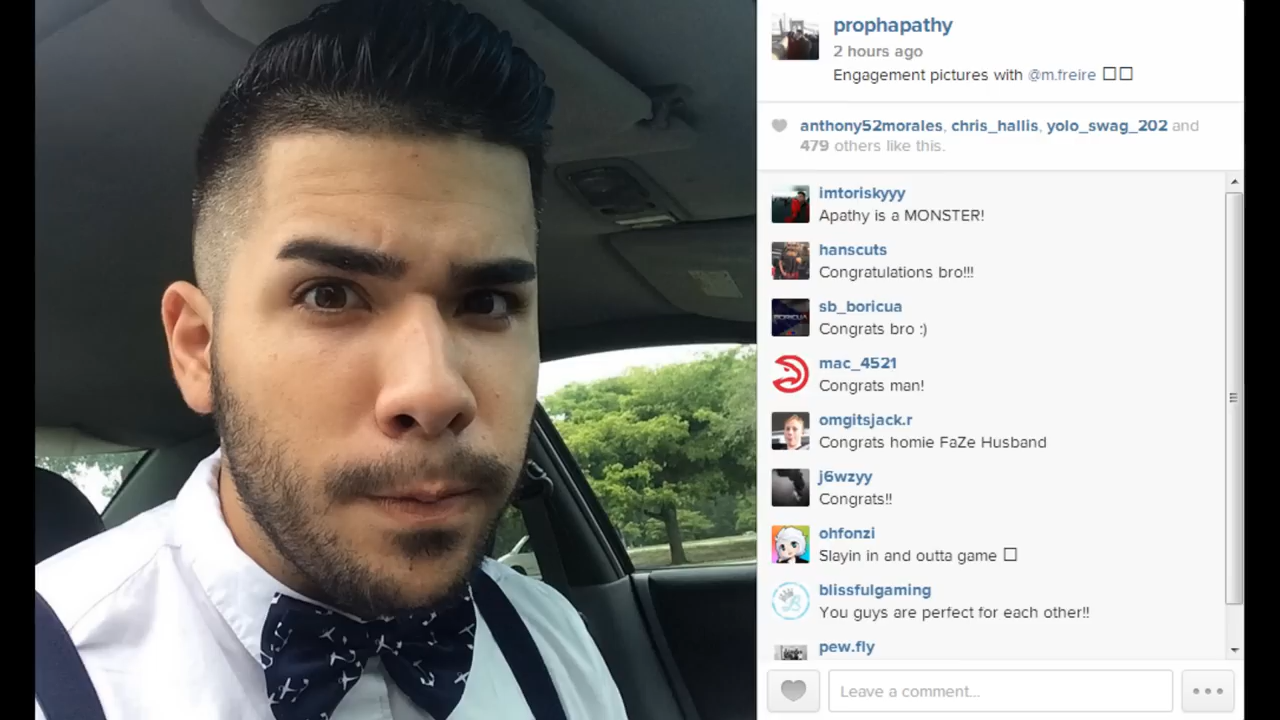 prophapathy
2 hours ago
Engagement pictures with @m.freire □□
anthony52morales, chris_hallis, yolo_swag_202 and
479 others like this.
imtoriskyyy
Apathy is a MONSTER!
hanscuts
Congratulations bro!!!
sb_boricua
Congrats bro :)
mac_4521
Congrats man!
omgitsjack.r
Congrats homie FaZe Husband
j6wzyy
Congrats!!
ohfonzi
Slayin in and outta game □
blissfulgaming
You guys are perfect for each other!!
pew.fly
Leave a comment...